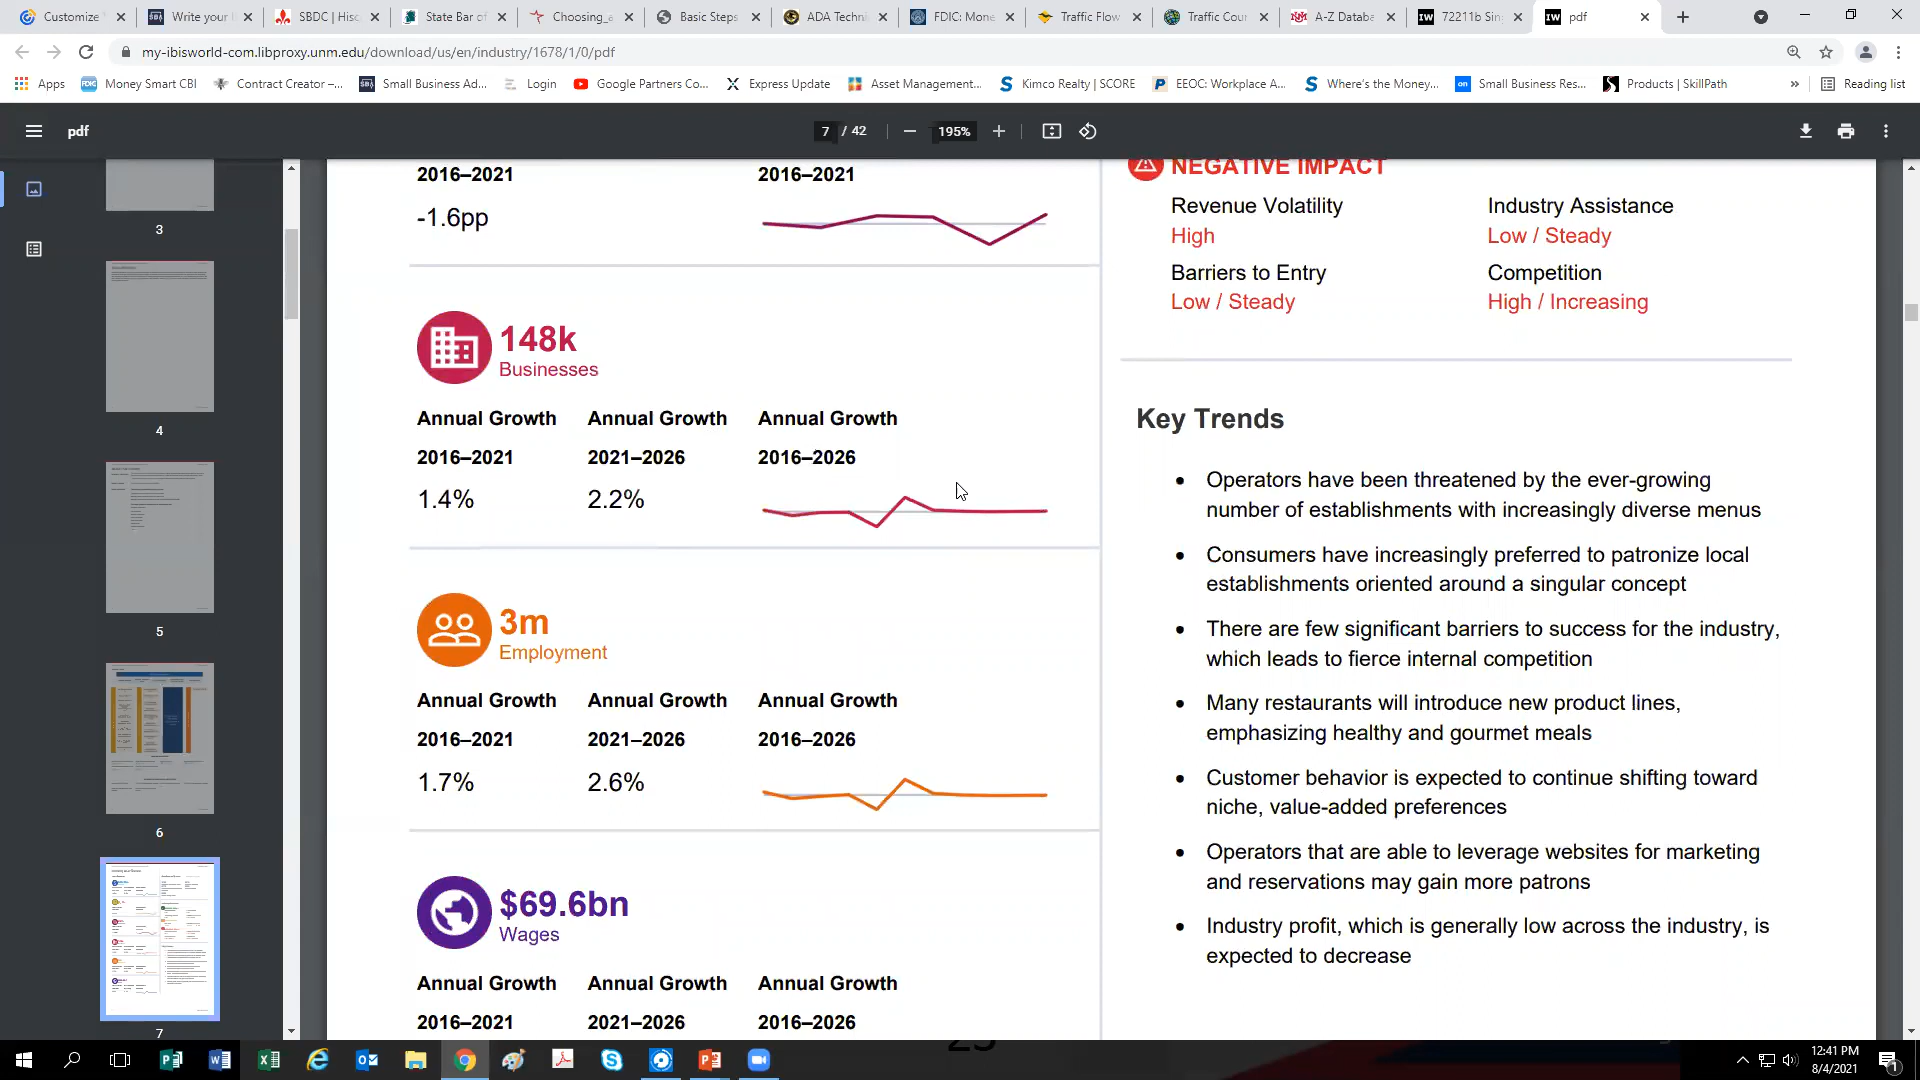 Customize
Write your
SBDC | Hisc
State Bar of
Choosing_a
Basic Steps
ADA Techni
FDIC: Mone
Traffic Flow
Traffic Cour
A-Z Databa
IW 72211b Sin
IW pdf
my-ibisworld-com.libproxy.unm.edu/download/us/en/industry/1678/1/0/pdf
Apps
Money Smart CBI
Contract Creator –...
Small Business Ad...
Login
Google Partners Co...
Express Update
Asset Management...
Kimco Realty | SCORE
EEOC: Workplace A...
Where's the Money...
Small Business Res...
Products | SkillPath
»
Reading list
pdf
7 / 42
195%
3
4
5
6
7
2016–2021
2016–2021
-1.6pp
148k
Businesses
Annual Growth Annual Growth Annual Growth
2016–2021 2021–2026 2016–2026
1.4% 2.2%
3m
Employment
Annual Growth Annual Growth Annual Growth
2016–2021 2021–2026 2016–2026
1.7% 2.6%
$69.6bn
Wages
Annual Growth Annual Growth Annual Growth
2016–2021 2021–2026 2016–2026
NEGATIVE IMPACT
Revenue Volatility Industry Assistance
High Low / Steady
Barriers to Entry Competition
Low / Steady High / Increasing
Key Trends
• Operators have been threatened by the ever-growing
number of establishments with increasingly diverse menus
• Consumers have increasingly preferred to patronize local
establishments oriented around a singular concept
• There are few significant barriers to success for the industry,
which leads to fierce internal competition
• Many restaurants will introduce new product lines,
emphasizing healthy and gourmet meals
• Customer behavior is expected to continue shifting toward
niche, value-added preferences
• Operators that are able to leverage websites for marketing
and reservations may gain more patrons
• Industry profit, which is generally low across the industry, is
expected to decrease
12:41 PM
8/4/2021